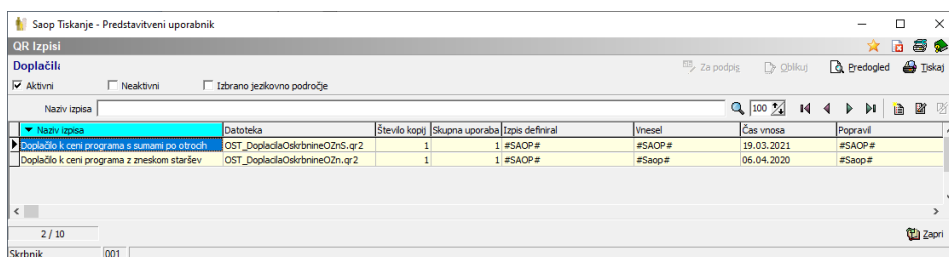 Saop Tiskanje - Predstavitveni uporabnik
QR Izpisi
Doplačila
Za podpis Oblikuj Predogled Tiskaj
Aktivni Neaktivni Izbrano jezikovno področje
Naziv izpisa 100
Naziv izpisa Datoteka Število kopij Skupna uporaba Izpis definiral Vnesel Čas vnosa Popravil
Doplačilo k ceni programa s sumami po otrocih OST_DoplacilaOskrbnineOZnS.qr2 1 1 #SAOP# #SAOP# 19.03.2021 #SAOP#
Doplačilo k ceni programa z zneskom staršev OST_DoplacilaOskrbnineOZn.qr2 1 1 #SAOP# #Saop# 06.04.2020 #Saop#
2 / 10
Zapri
Skrbnik 001